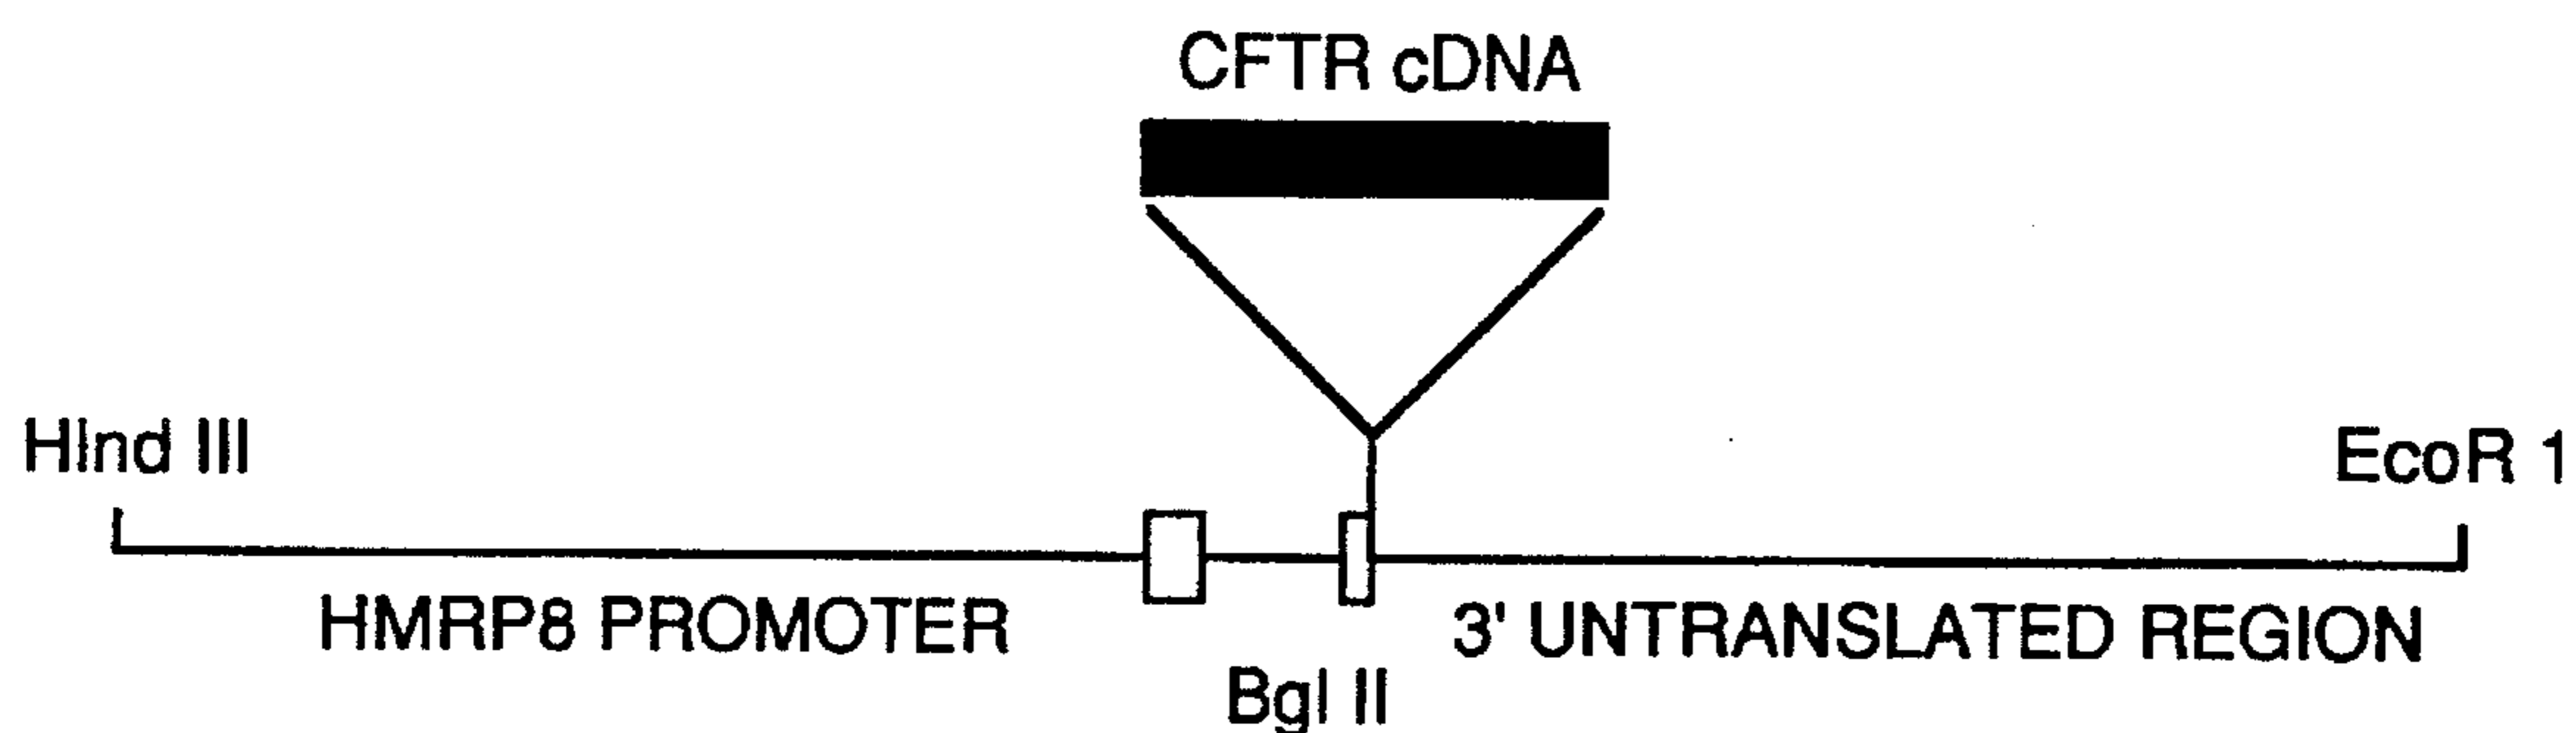 CFTR cDNA
HInd III
EcoR 1
HMRP8 PROMOTER
3' UNTRANSLATED REGION
Bgl II